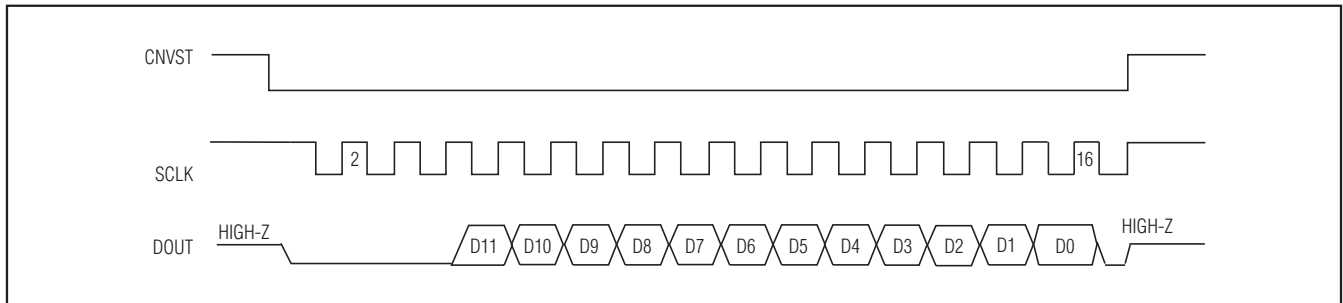 CNVST
SCLK
2
16
DOUT
HIGH-Z
D11
D10
D9
D8
D7
D6
D5
D4
D3
D2
D1
D0
HIGH-Z